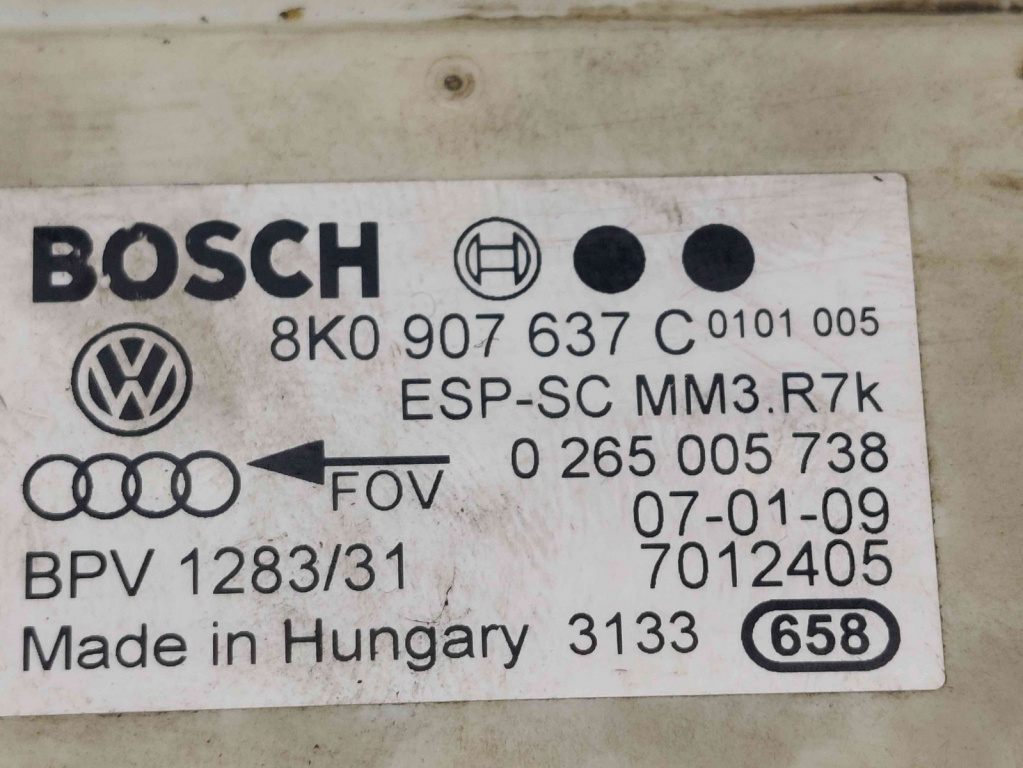 BOSCH
8K0 907 637 C 0101 005
ESP-SC MM3.R7k
0 265 005 738
FOV
07-01-09
BPV 1283/31 7012405
Made in Hungary 3133 658